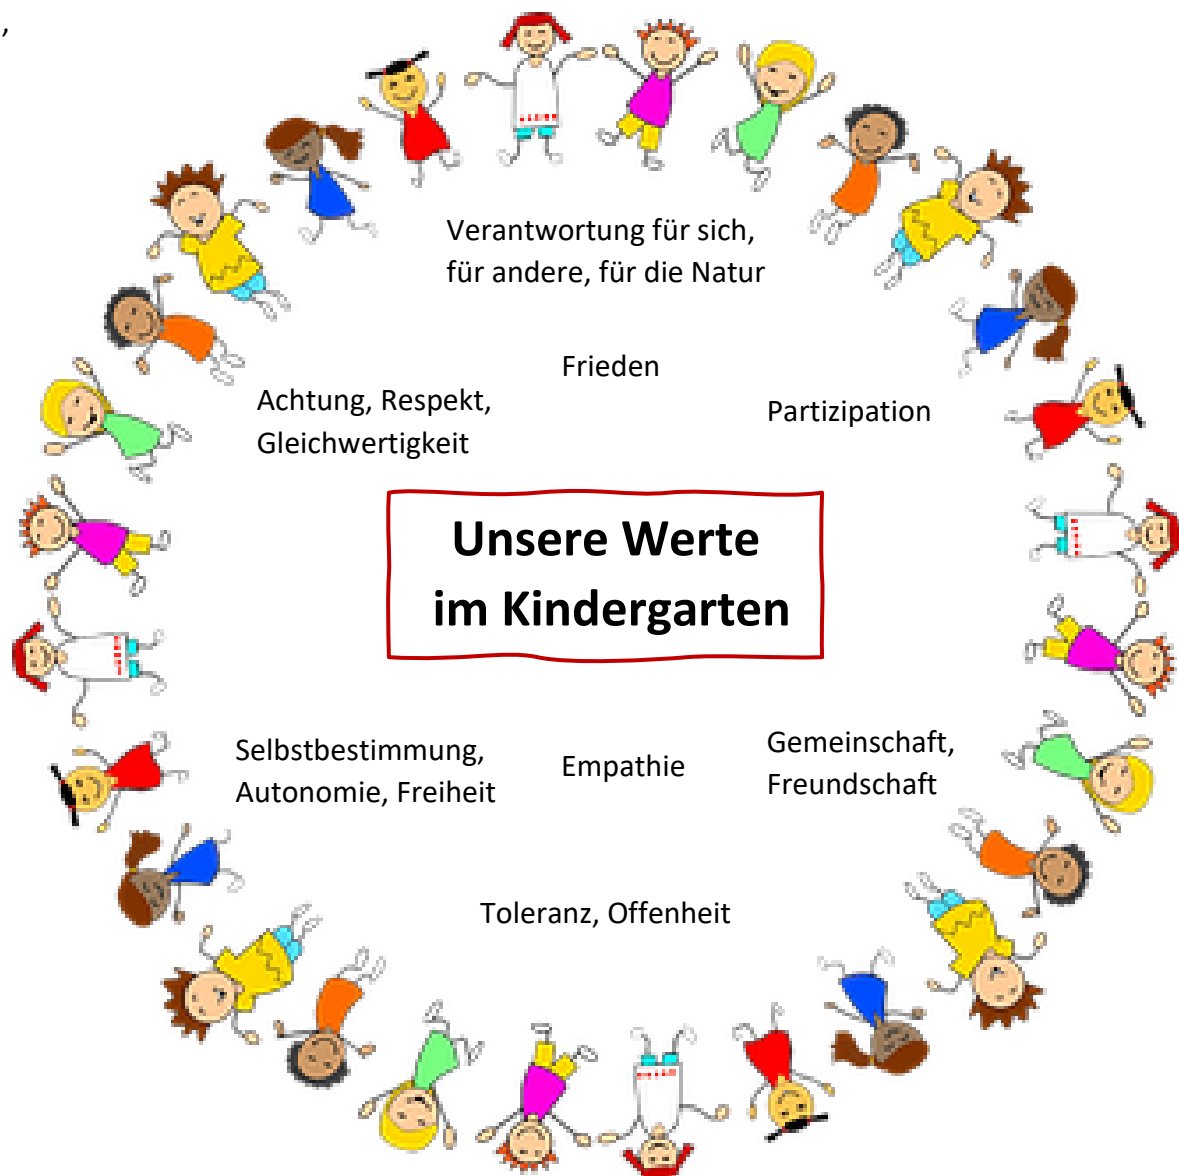 ,
Verantwortung für sich,
für andere, für die Natur
Frieden
Achtung, Respekt,
Gleichwertigkeit
Partizipation
Unsere Werte
im Kindergarten
Selbstbestimmung,
Autonomie, Freiheit
Empathie
Gemeinschaft,
Freundschaft
Toleranz, Offenheit